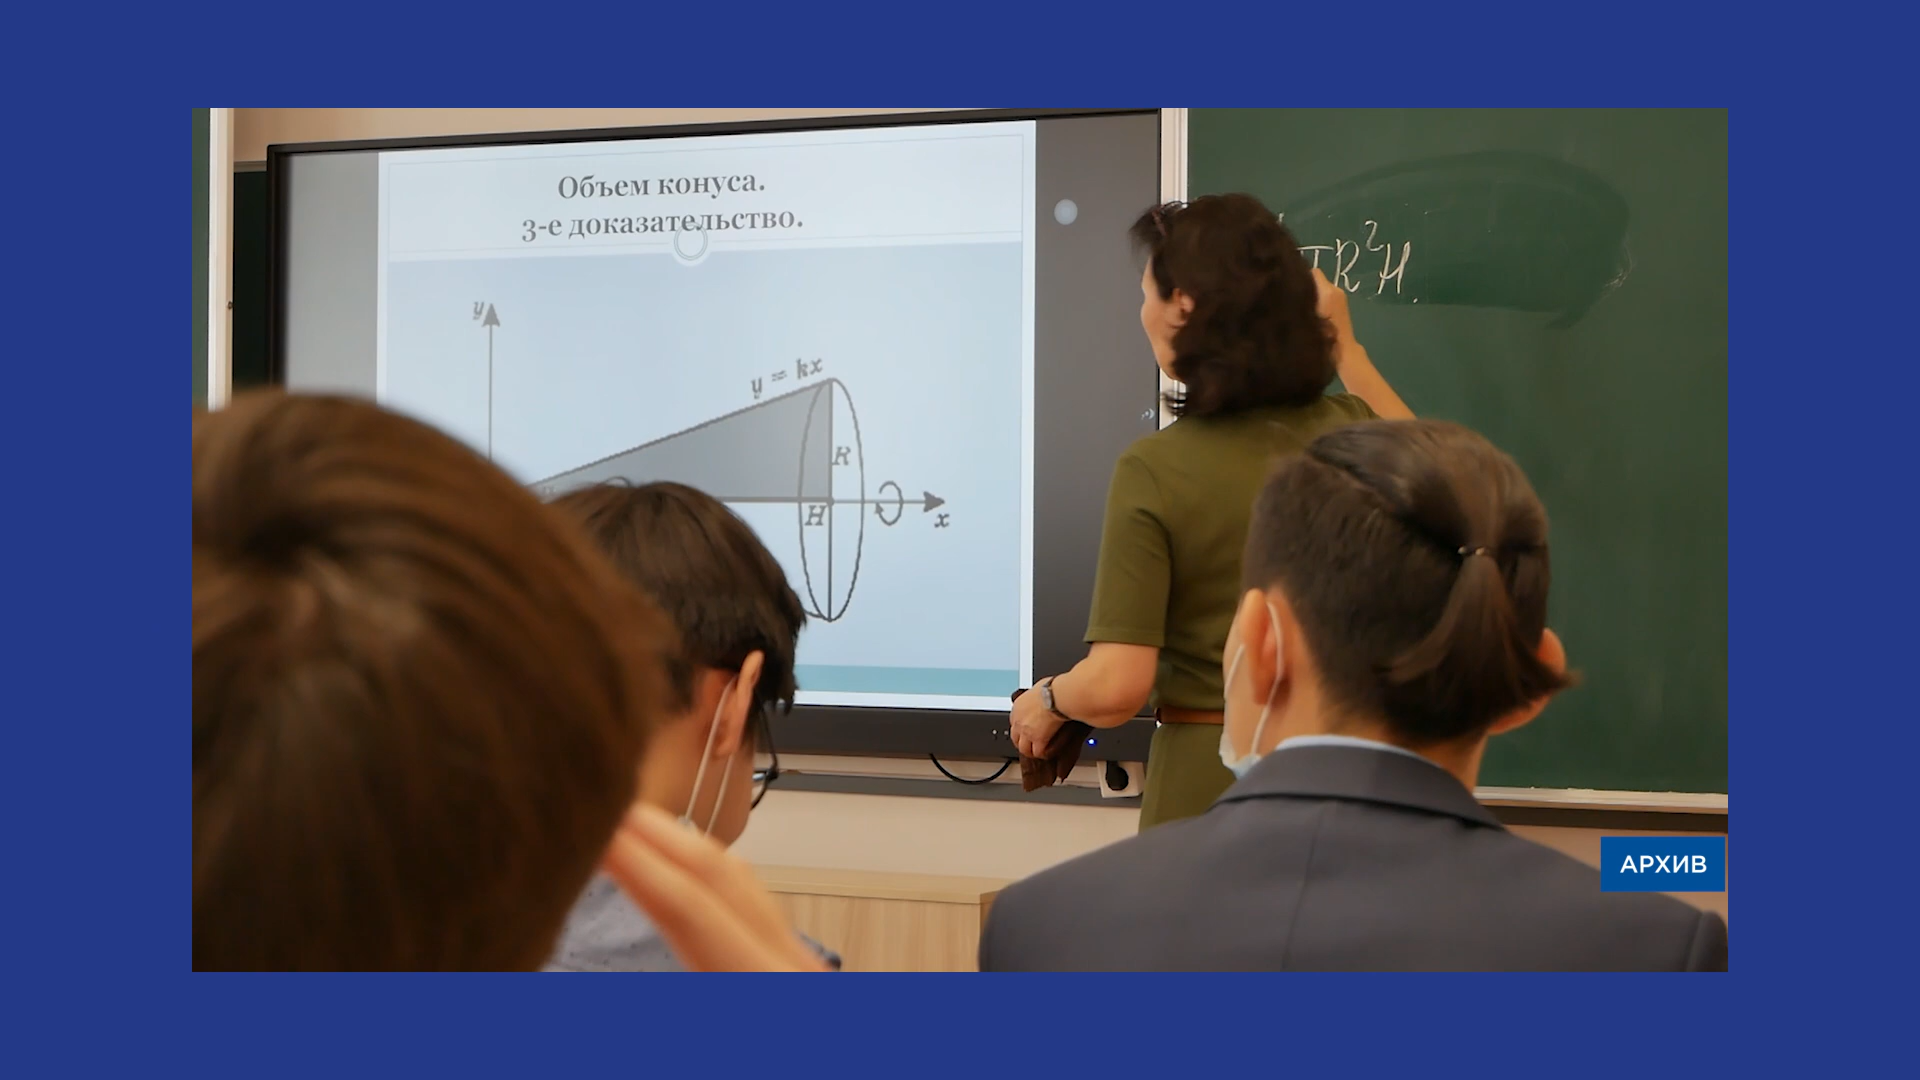 Объем конуса.
3-е доказательство.
y
y = kx
R
H
x
πR²H.
АРХИВ